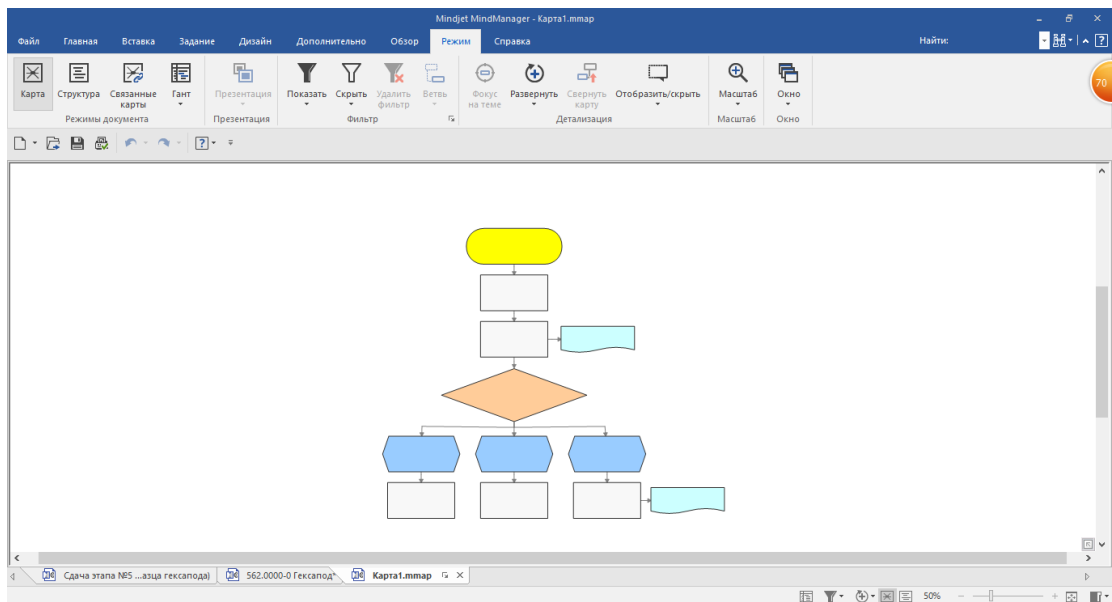 Mindjet MindManager - Карта1.mmap
Файл Главная Вставка Задание Дизайн Дополнительно Обзор Режим Справка Найти:
Карта Структура Связанные карты Гант Презентация Показать Скрыть Удалить фильтр Ветвь Фокус на теме Развернуть Свернуть карту Отобразить/скрыть Масштаб Окно
70
Режимы документа Презентация Фильтр Детализация Масштаб Окно
Сдача этапа №5 ...азца гексапода) 562.0000-0 Гексапод* Карта1.mmap
50%